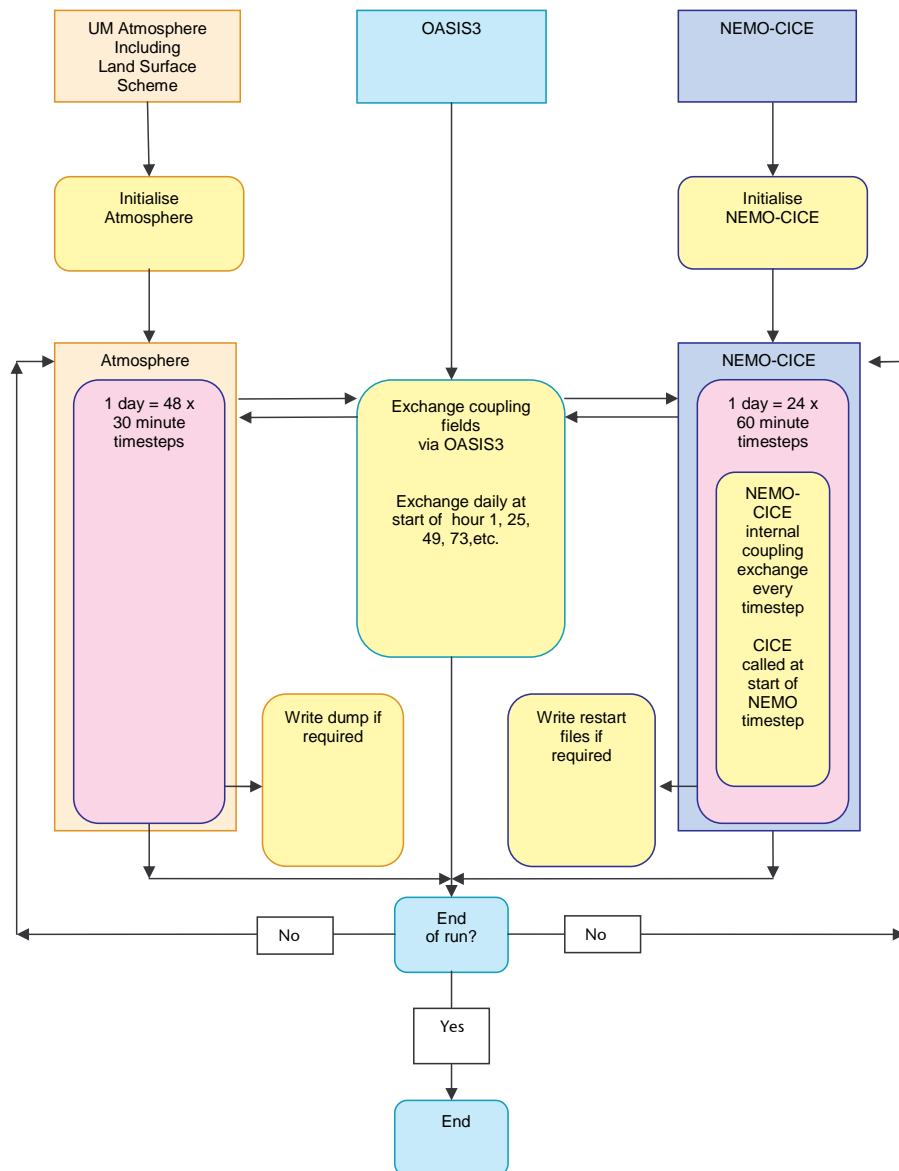 UM Atmosphere
Including
Land Surface
Scheme
OASIS3
NEMO-CICE
Initialise
Atmosphere
Initialise
NEMO-CICE
Atmosphere
1 day = 48 x
30 minute
timesteps
Exchange coupling
fields
via OASIS3
Exchange daily at
start of  hour 1, 25,
49, 73,etc.
NEMO-CICE
1 day = 24 x
60 minute
timesteps
NEMO-
CICE
internal
coupling
exchange
every
timestep
CICE
called at
start of
NEMO
timestep
Write dump if
required
Write restart
files if
required
No
End
of run?
No
Yes
End